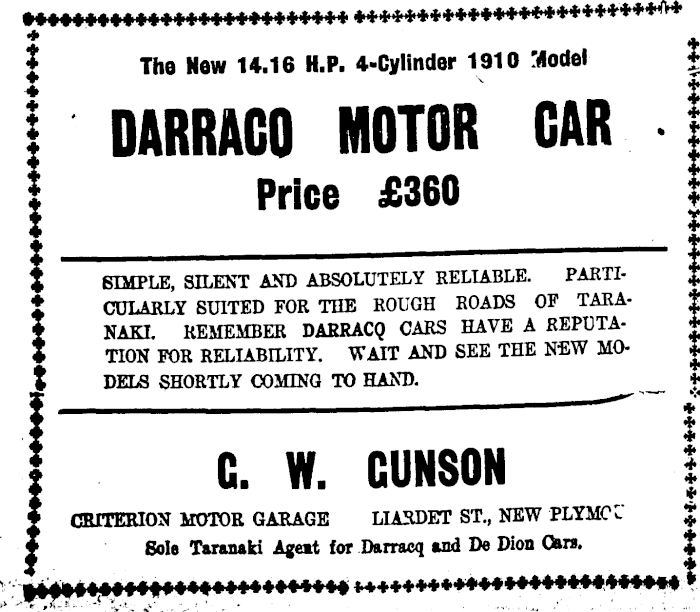 The New 14.16 H.P. 4-Cylinder 1910 Model
DARRACQ MOTOR CAR
Price £360
SIMPLE, SILENT AND ABSOLUTELY RELIABLE. PARTI-
CULARLY SUITED FOR THE ROUGH ROADS OF TARA-
NAKI. REMEMBER DARRACQ CARS HAVE A REPUTA-
TION FOR RELIABILITY. WAIT AND SEE THE NEW MO-
DELS SHORTLY COMING TO HAND.
G. W. GUNSON
CRITERION MOTOR GARAGE LIARDET ST., NEW
Sole Taranaki Agent for Darracq and De Dion Cars.